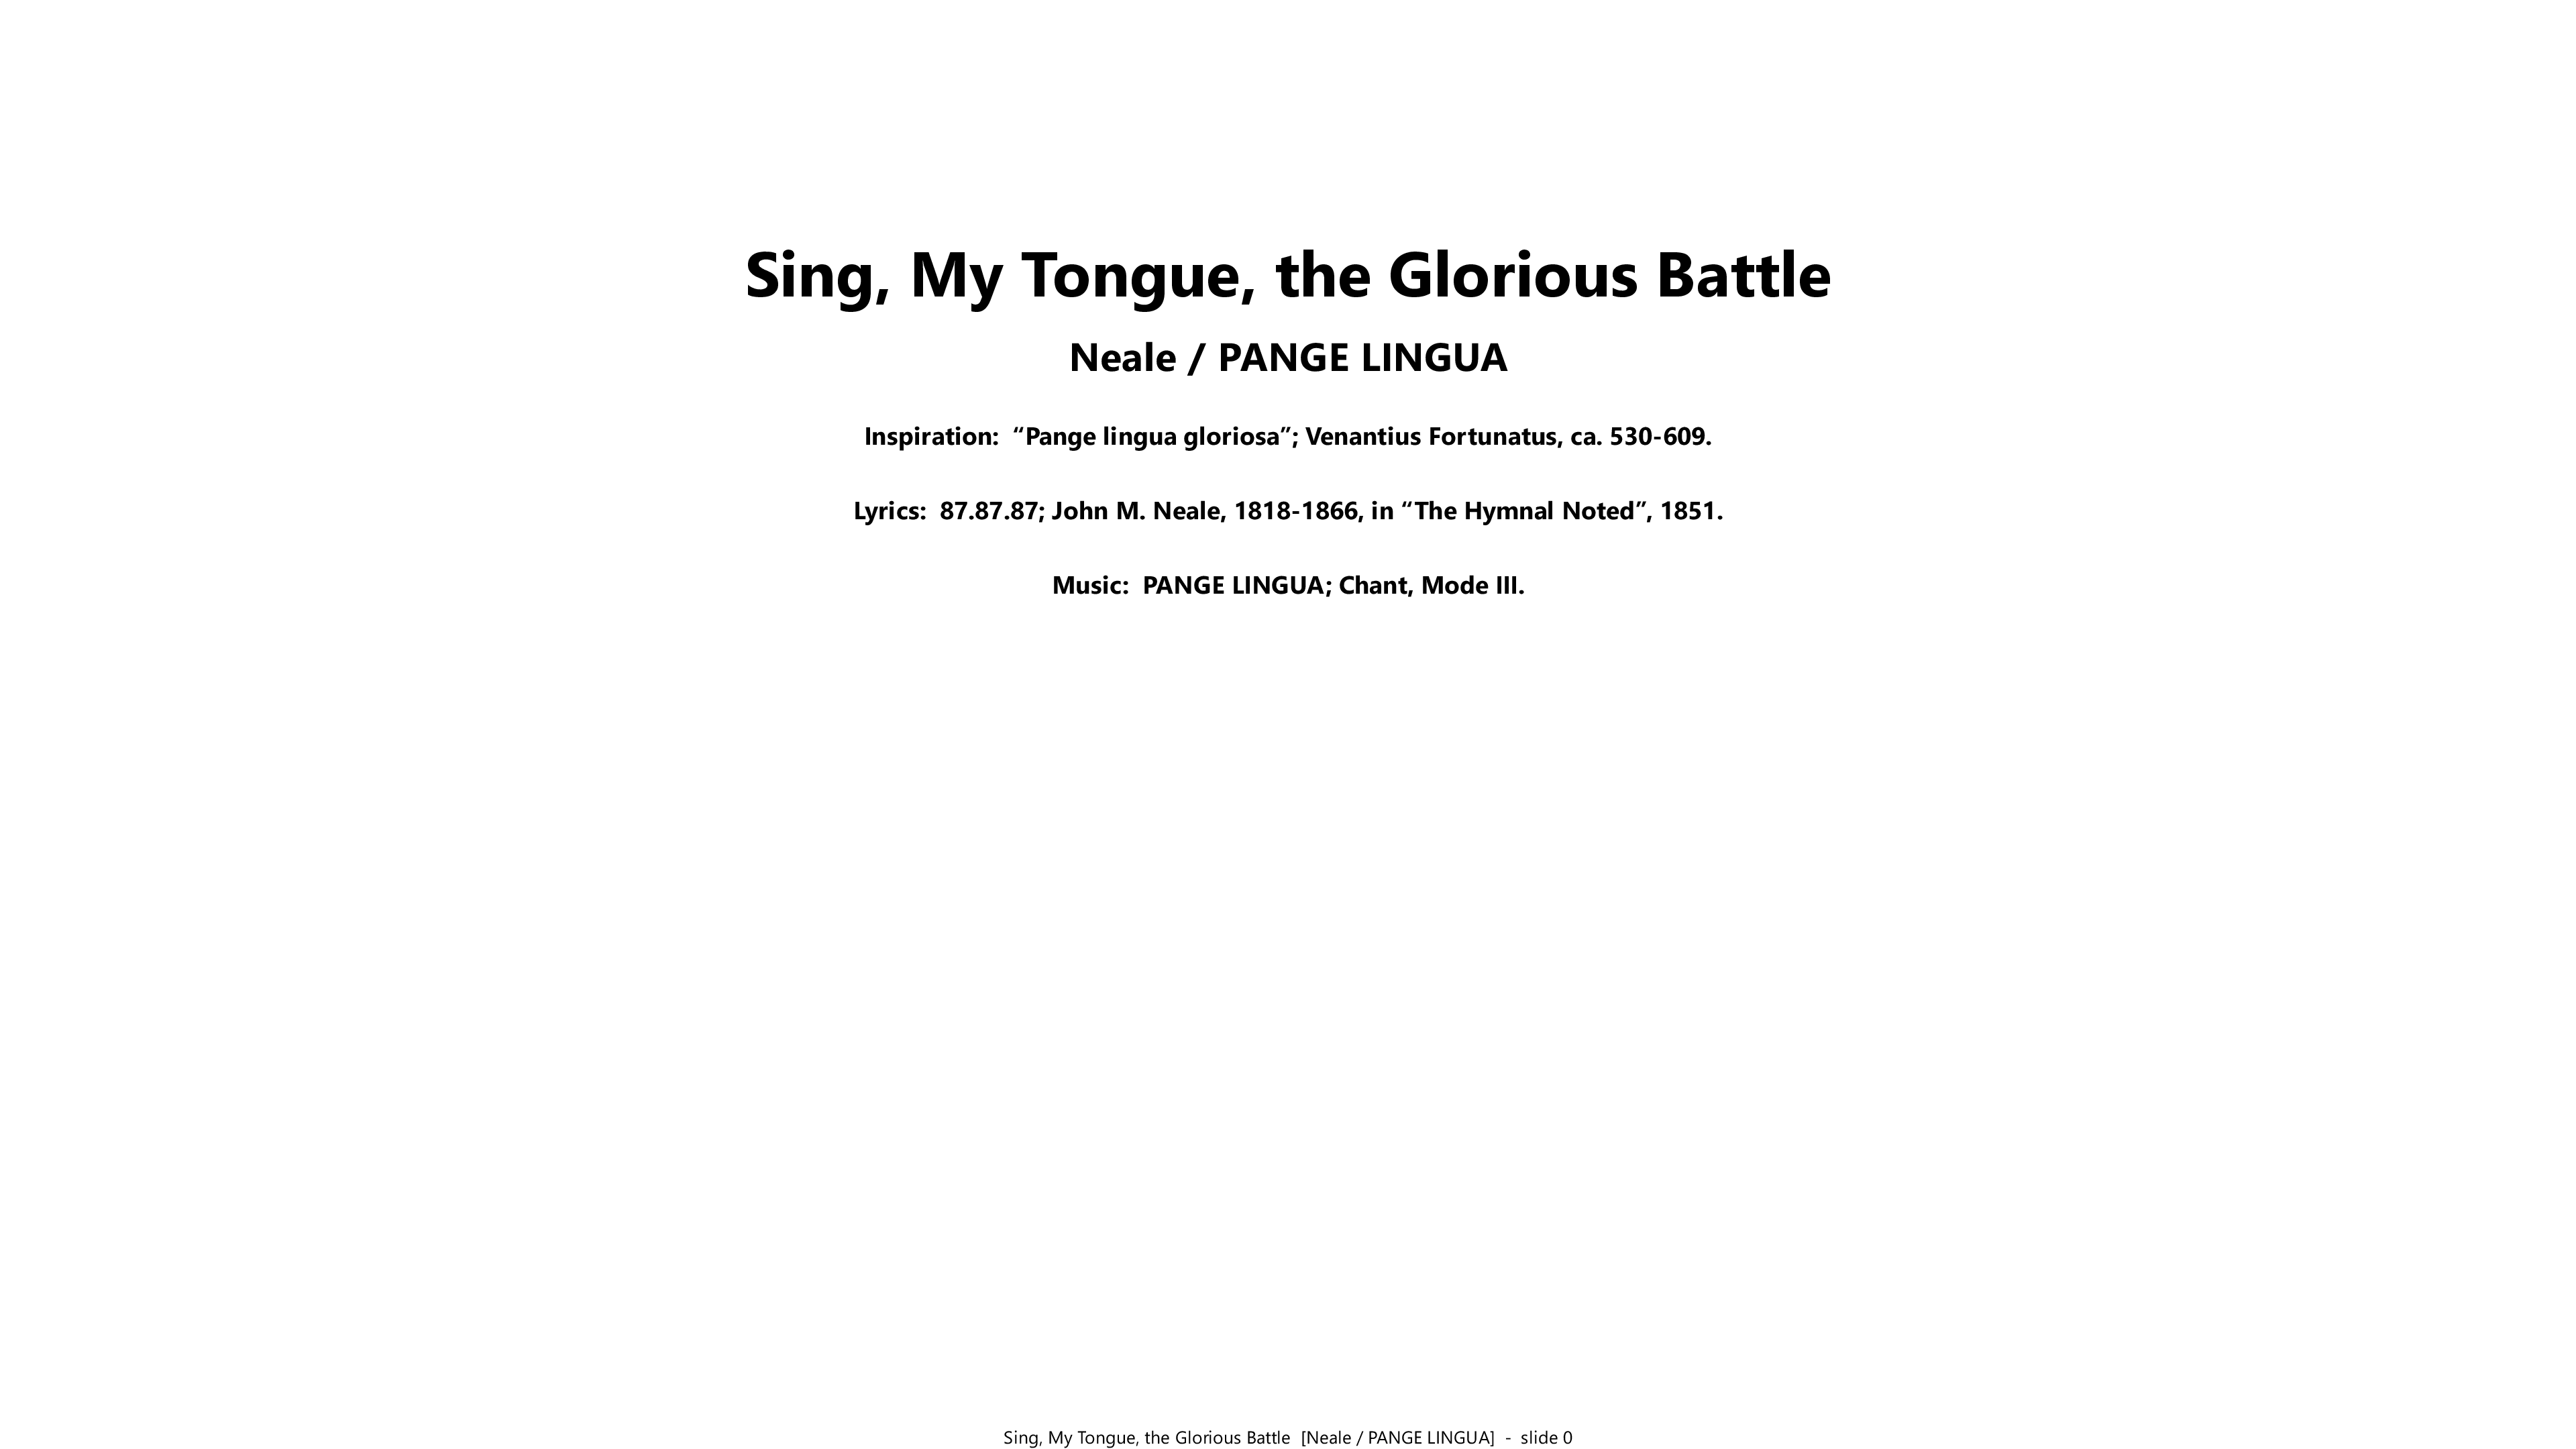 Sing, My Tongue, the Glorious Battle
Neale / PANGE LINGUA
Inspiration:  “Pange lingua gloriosa”; Venantius Fortunatus, ca. 530-609.
Lyrics:  87.87.87; John M. Neale, 1818-1866, in “The Hymnal Noted”, 1851.
Music:  PANGE LINGUA; Chant, Mode III.
Sing, My Tongue, the Glorious Battle  [Neale / PANGE LINGUA]  -  slide 0